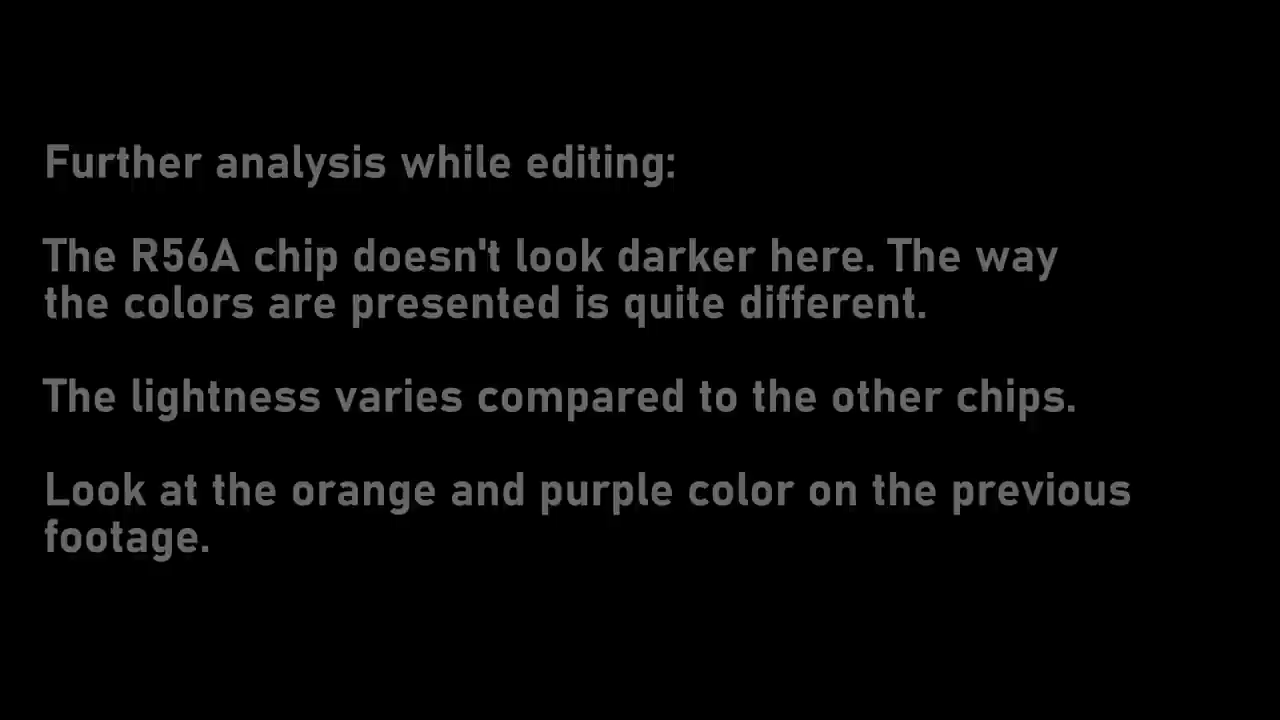 Further analysis while editing:
The R56A chip doesn't look darker here. The way
the colors are presented is quite different.
The lightness varies compared to the other chips.
Look at the orange and purple color on the previous
footage.